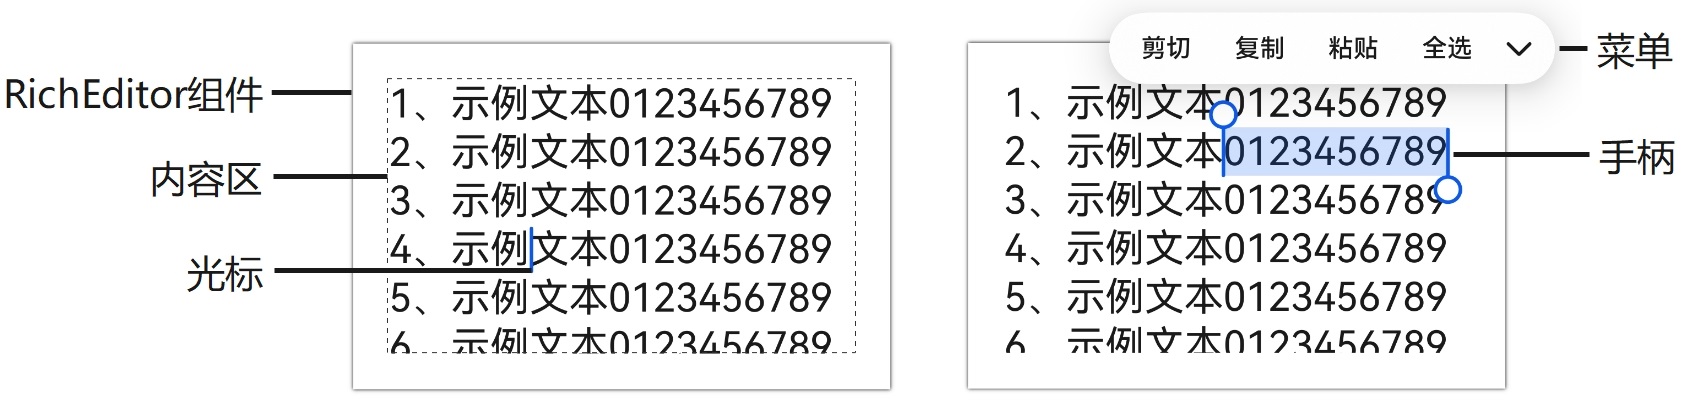 RichEditor组件
内容区
光标
1、示例文本0123456789
2、示例文本0123456789
3、示例文本0123456789
4、示例文本0123456789
5、示例文本0123456789
6、示例文本0123456789
剪切 复制 粘贴 全选
菜单
手柄
1、示例文本0123456789
2、示例文本0123456789
3、示例文本0123456789
4、示例文本0123456789
5、示例文本0123456789
6、示例文本0123456789